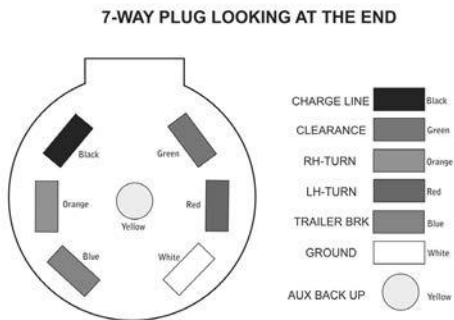 7-WAY PLUG LOOKING AT THE END
Black
Green
Orange
Red
Yellow
Blue
White
CHARGE LINE Black
CLEARANCE Green
RH-TURN Orange
LH-TURN Red
TRAILER BRK Blue
GROUND White
AUX BACK UP Yellow